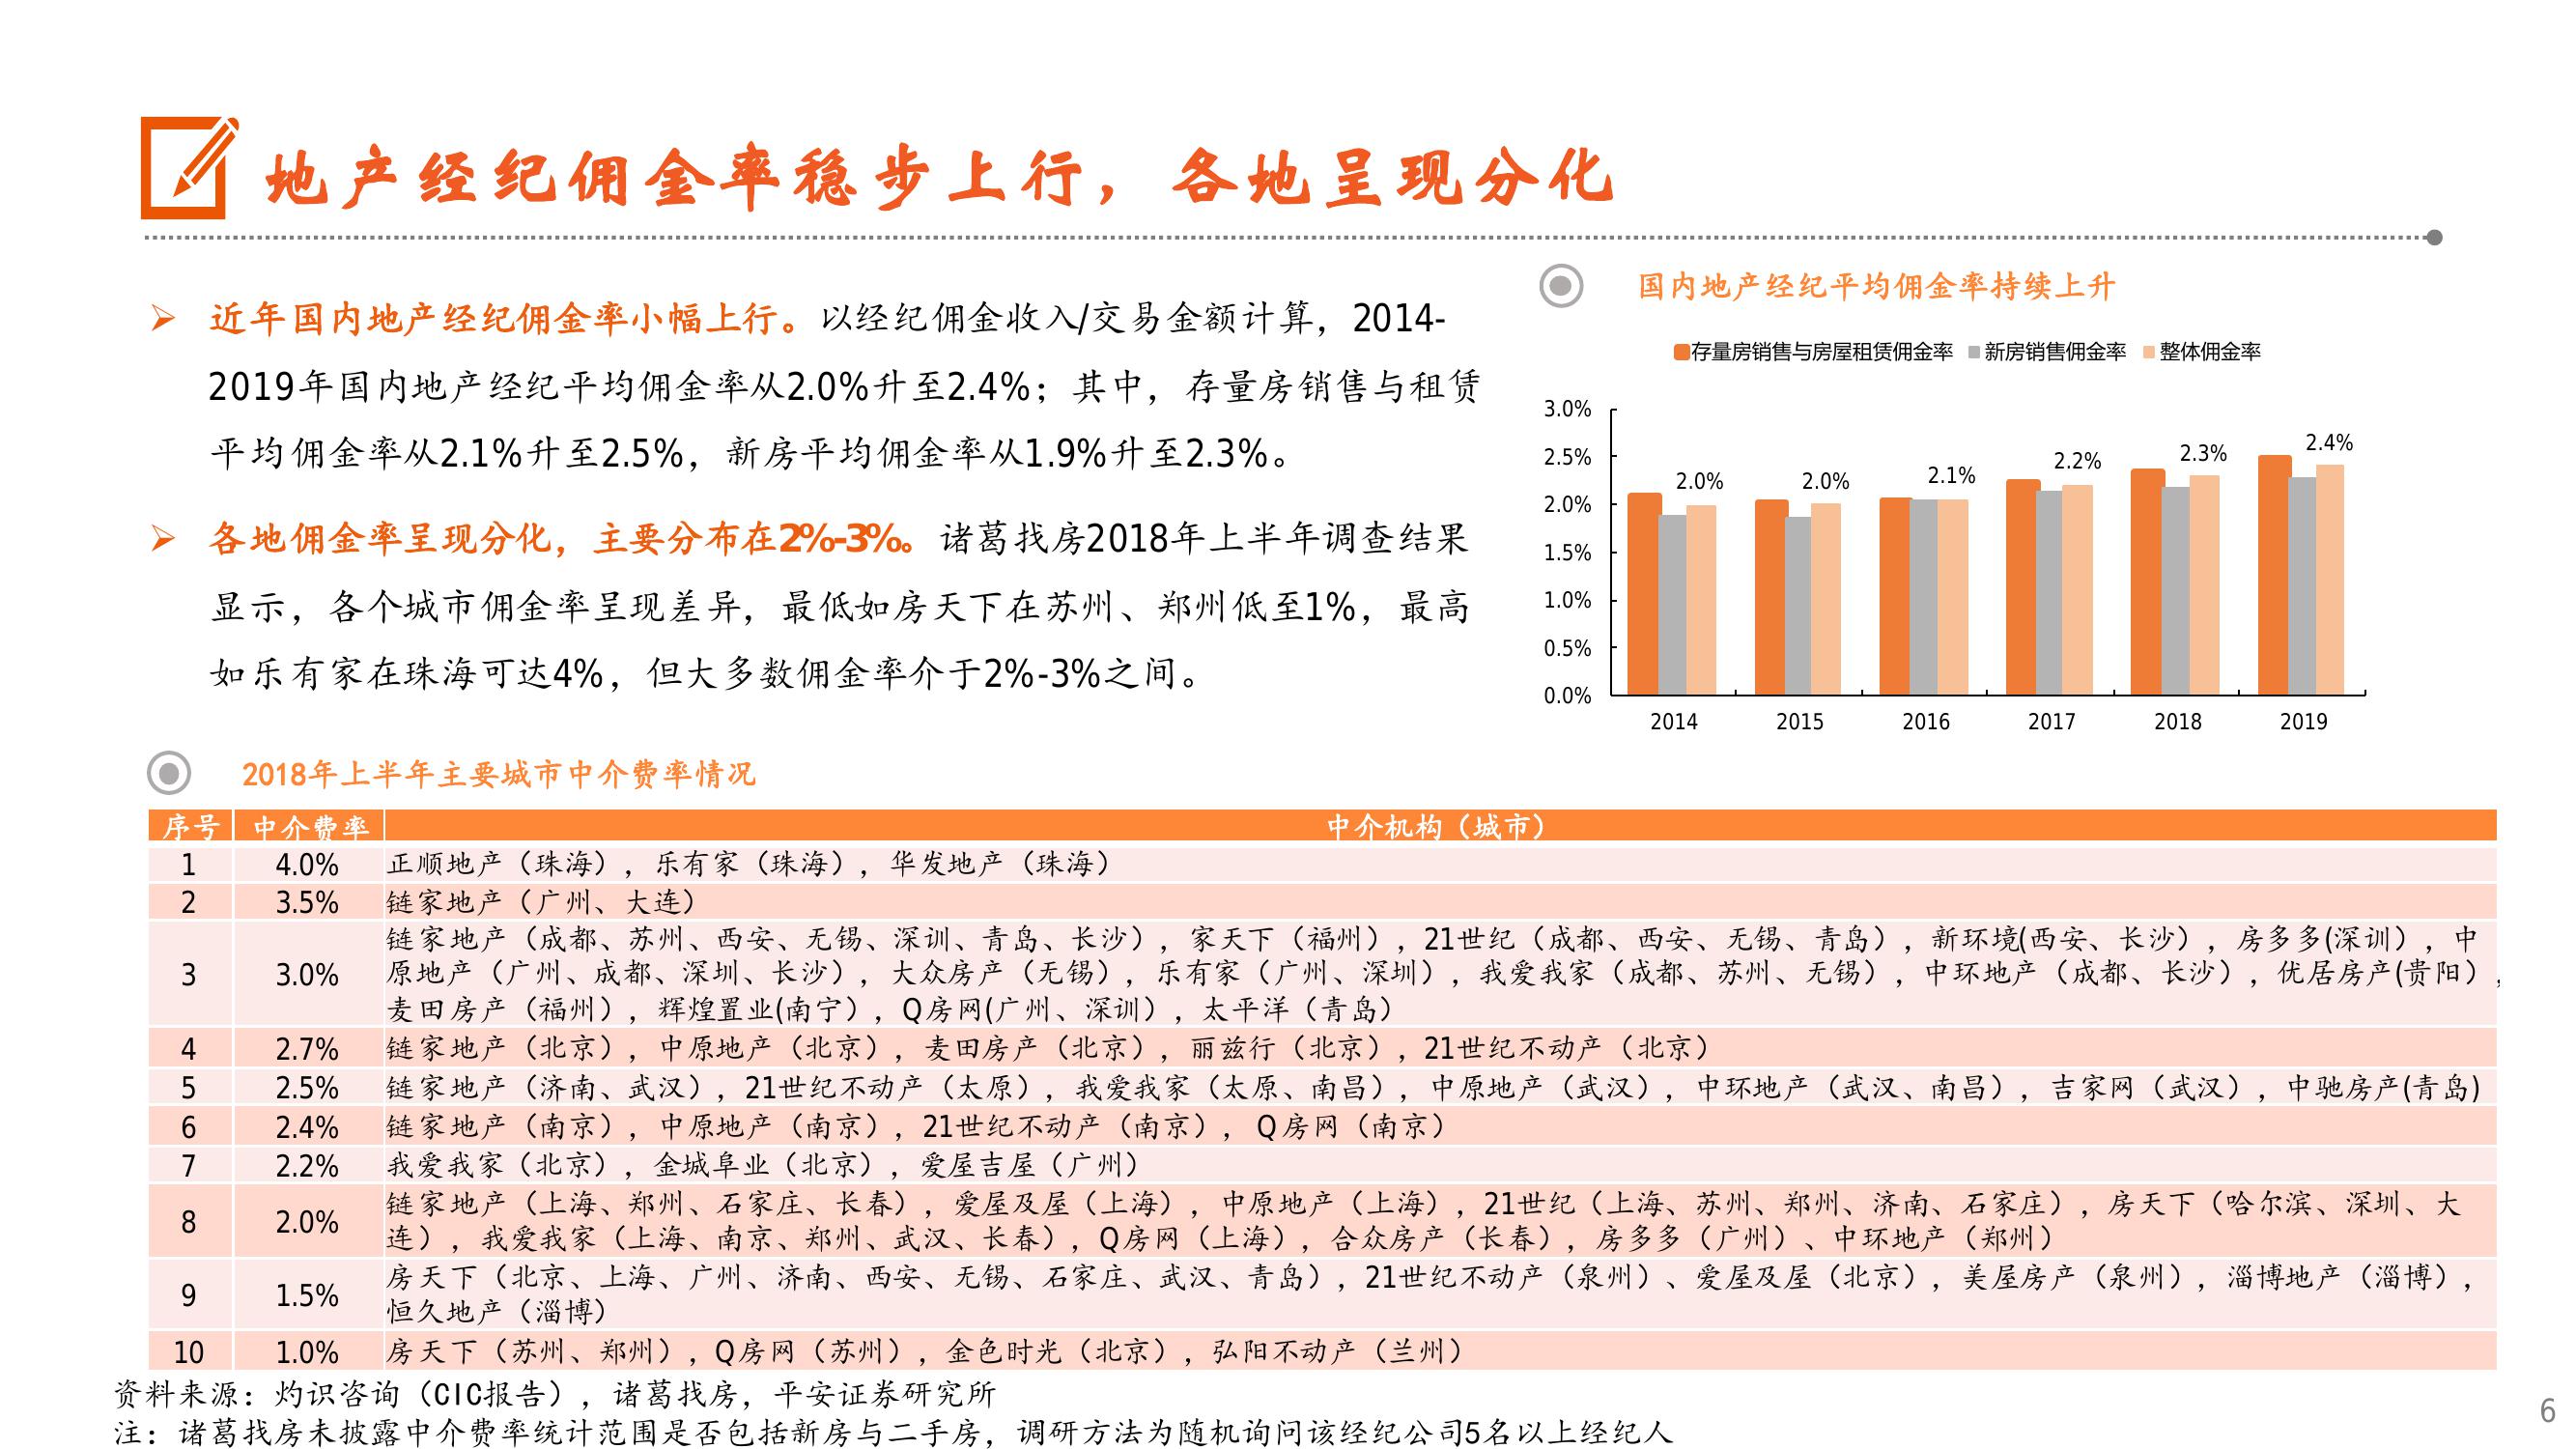 地产经纪佣金率稳步上行，各地呈现分化
近年国内地产经纪佣金率小幅上行。以经纪佣金收入/交易金额计算，2014-
2019年国内地产经纪平均佣金率从2.0%升至2.4%；其中，存量房销售与租赁
平均佣金率从2.1%升至2.5%，新房平均佣金率从1.9%升至2.3%。
各地佣金率呈现分化，主要分布在2%-3%。诸葛找房2018年上半年调查结果
显示，各个城市佣金率呈现差异，最低如房天下在苏州、郑州低至1%，最高
如乐有家在珠海可达4%，但大多数佣金率介于2%-3%之间。
国内地产经纪平均佣金率持续上升
存量房销售与房屋租赁佣金率 新房销售佣金率 整体佣金率
3.0%
2.5%
2.0%
1.5%
1.0%
0.5%
0.0%
2.0% 2.0% 2.1% 2.2% 2.3% 2.4%
2014 2015 2016 2017 2018 2019
2018年上半年主要城市中介费率情况
序号 中介费率 中介机构（城市）
1 4.0% 正顺地产（珠海），乐有家（珠海），华发地产（珠海）
2 3.5% 链家地产（广州、大连）
3 3.0% 链家地产（成都、苏州、西安、无锡、深训、青岛、长沙），家天下（福州），21世纪（成都、西安、无锡、青岛），新环境(西安、长沙），房多多(深训），中
原地产（广州、成都、深圳、长沙），大众房产（无锡），乐有家（广州、深圳），我爱我家（成都、苏州、无锡），中环地产（成都、长沙），优居房产(贵阳），
麦田房产（福州），辉煌置业(南宁），Q房网(广州、深训），太平洋（青岛）
4 2.7% 链家地产（北京），中原地产（北京），麦田房产（北京），丽兹行（北京），21世纪不动产（北京）
5 2.5% 链家地产（济南、武汉），21世纪不动产（太原），我爱我家（太原、南昌），中原地产（武汉），中环地产（武汉、南昌），吉家网（武汉），中驰房产(青岛)
6 2.4% 链家地产（南京），中原地产（南京），21世纪不动产（南京），Q房网（南京）
7 2.2% 我爱我家（北京），金城阜业（北京），爱屋吉屋（广州）
8 2.0% 链家地产（上海、郑州、石家庄、长春），爱屋及屋（上海），中原地产（上海），21世纪（上海、苏州、郑州、济南、石家庄），房天下（哈尔滨、深圳、大
连），我爱我家（上海、南京、郑州、武汉、长春），Q房网（上海），合众房产（长春），房多多（广州）、中环地产（郑州）
9 1.5% 房天下（北京、上海、广州、济南、西安、无锡、石家庄、武汉、青岛），21世纪不动产（泉州）、爱屋及屋（北京），美屋房产（泉州），淄博地产（淄博），
恒久地产（淄博）
10 1.0% 房天下（苏州、郑州），Q房网（苏州），金色时光（北京），弘阳不动产（兰州）
资料来源：灼识咨询（CIC报告），诸葛找房，平安证券研究所
注：诸葛找房未披露中介费率统计范围是否包括新房与二手房，调研方法为随机询问该经纪公司5名以上经纪人
6